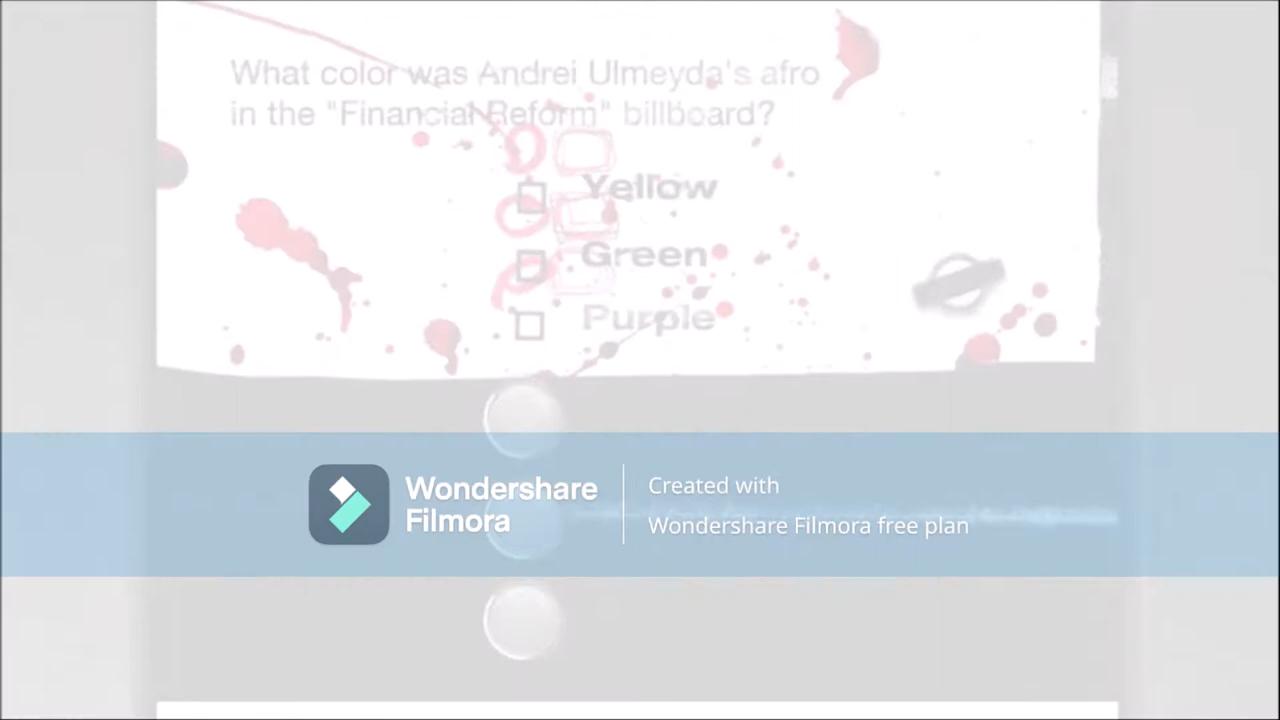 What color was Andrei Ulmeyda's afro
in the "Financial Reform" billboard?
Yellow
Green
Purple
Wondershare
Filmora
Created with
Wondershare Filmora free plan